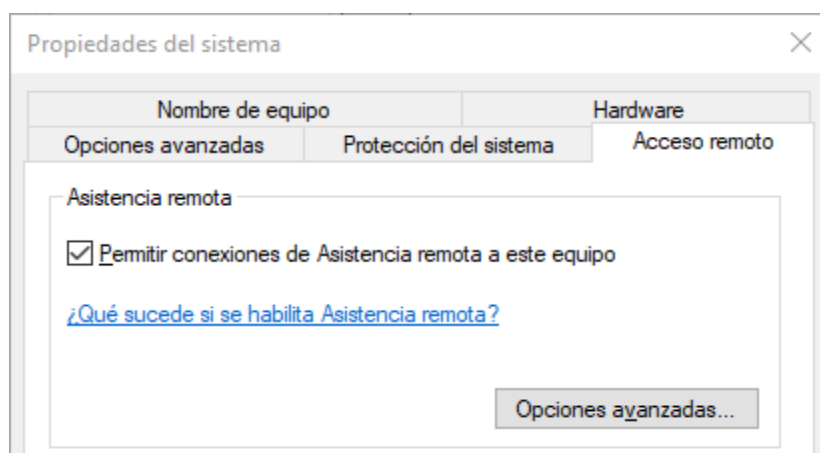 Propiedades del sistema
Nombre de equipo
Hardware
Opciones avanzadas
Protección del sistema
Acceso remoto
Asistencia remota
Permitir conexiones de Asistencia remota a este equipo
¿Qué sucede si se habilita Asistencia remota?
Opciones avanzadas...